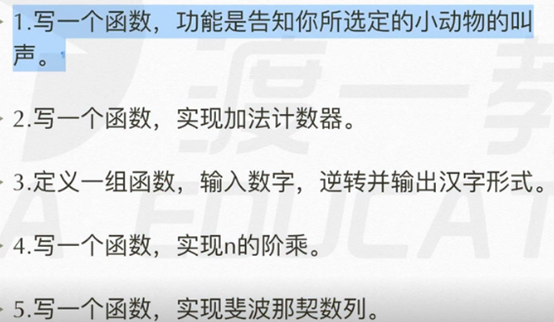 1.写一个函数，功能是告知你所选定的小动物的叫
声。
2.写一个函数，实现加法计数器。
渡一教
3.定义一组函数，输入数字，逆转并输出汉字形式。
EDUCAT
4.写一个函数，实现n的阶乘。
5.写一个函数，实现斐波那契数列。